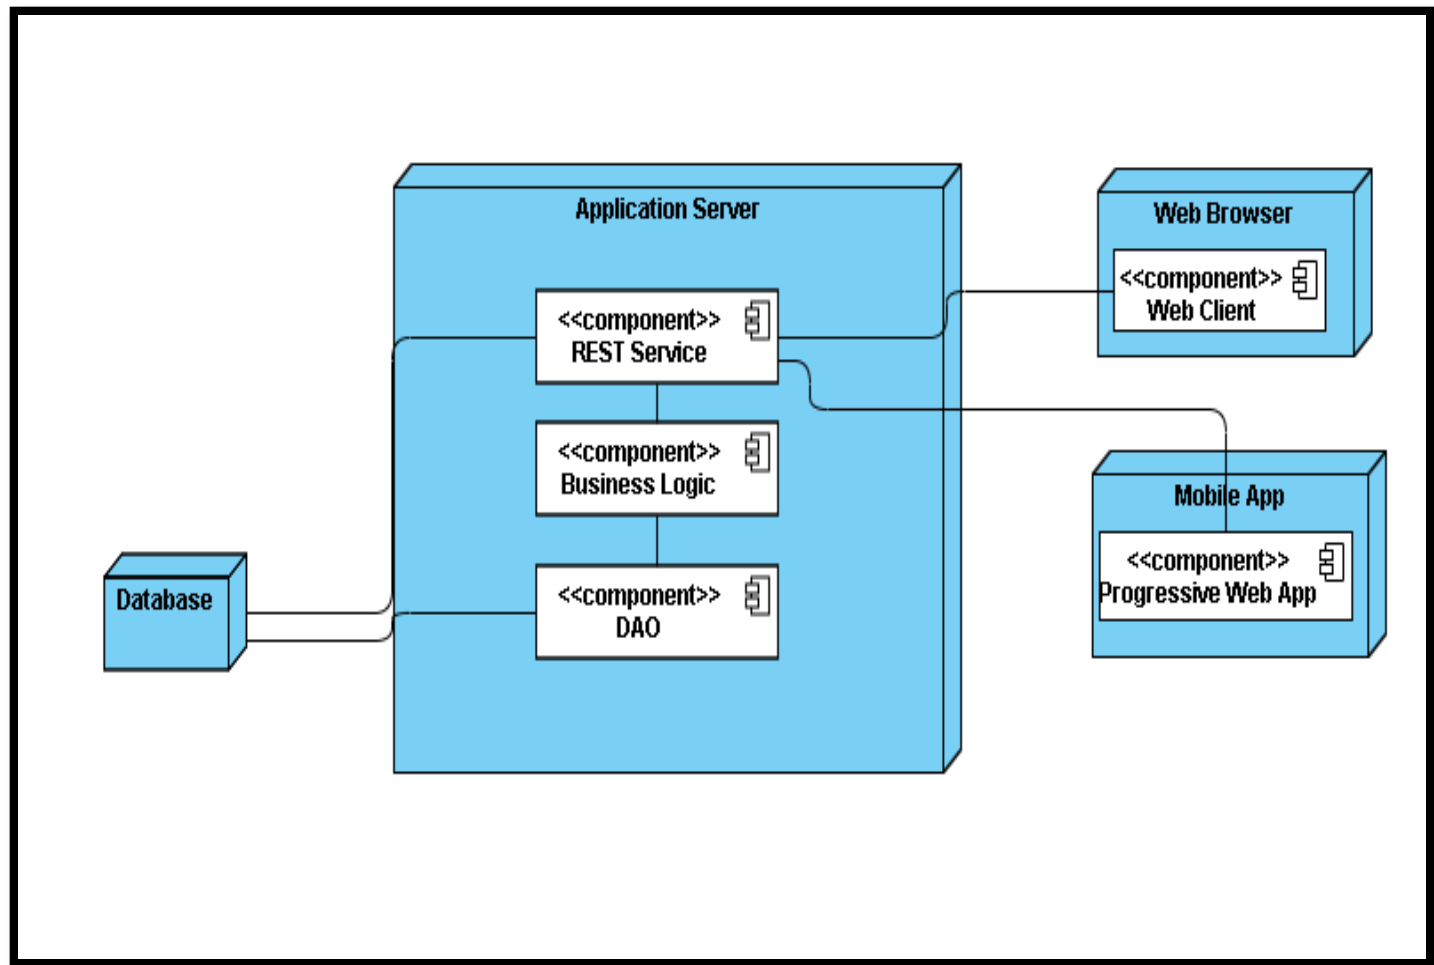 Application Server
<<component>>
REST Service
<<component>>
Business Logic
<<component>>
DAO
Database
Web Browser
<<component>>
Web Client
Mobile App
<<component>>
Progressive Web App